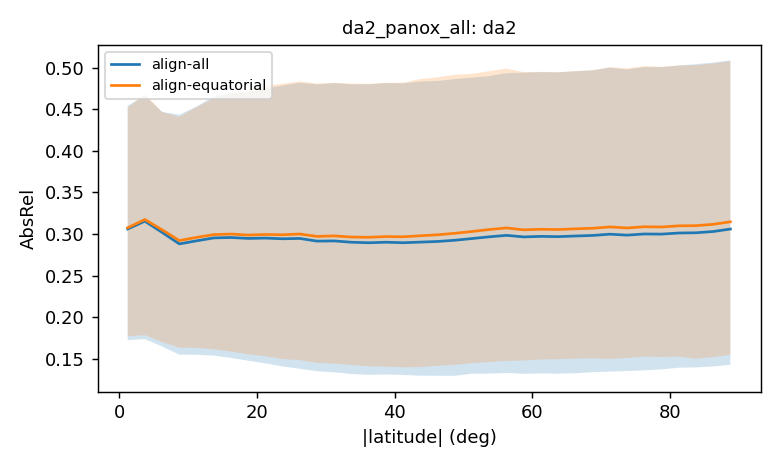 da2_panox_all: da2
align-all
align-equatorial
AbsRel
0.50
0.45
0.40
0.35
0.30
0.25
0.20
0.15
0 20 40 60 80
|latitude| (deg)